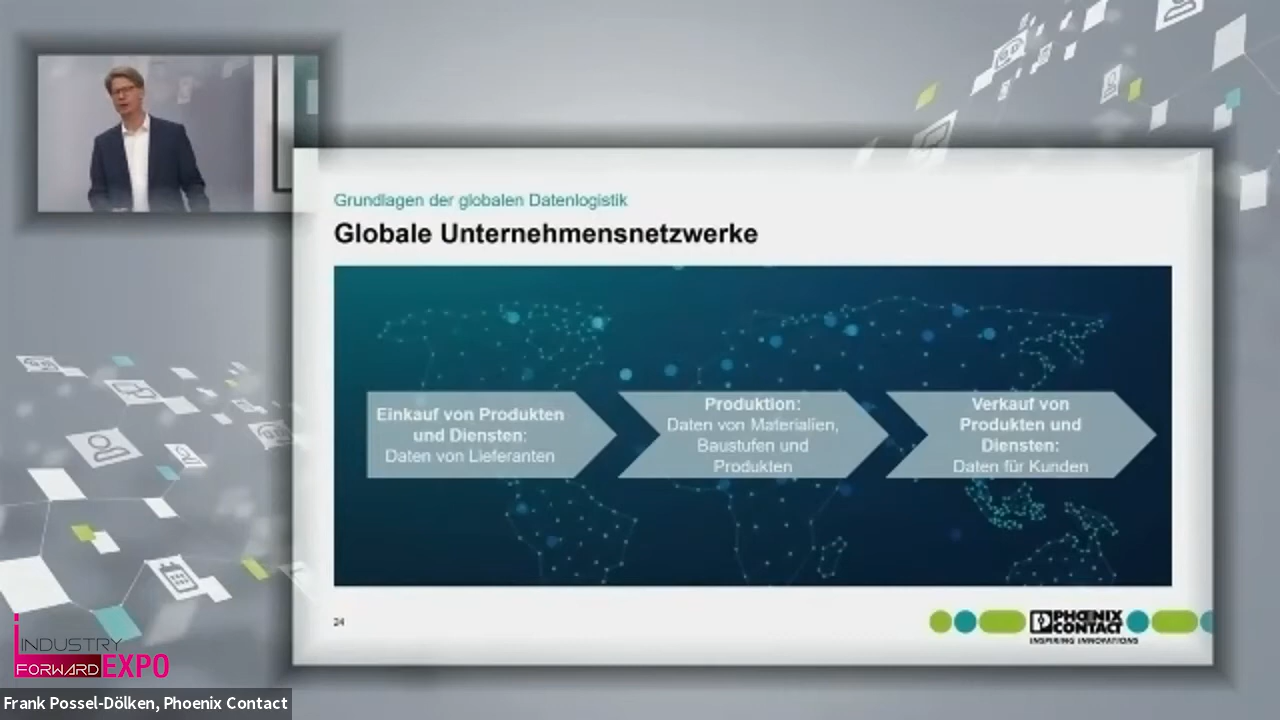 Grundlagen der globalen Datenlogistik
Globale Unternehmensnetzwerke
Einkauf von Produkten
und Diensten:
Daten von Lieferanten
Produktion:
Daten von Materialien,
Baustufen und
Produkten
Verkauf von
Produkten und
Diensten:
Daten für Kunden
24
PHŒNIX
CONTACT
INSPIRING INNOVATIONS
INDUSTRY
FORWARD EXPO
Frank Possel-Dölken, Phoenix Contact